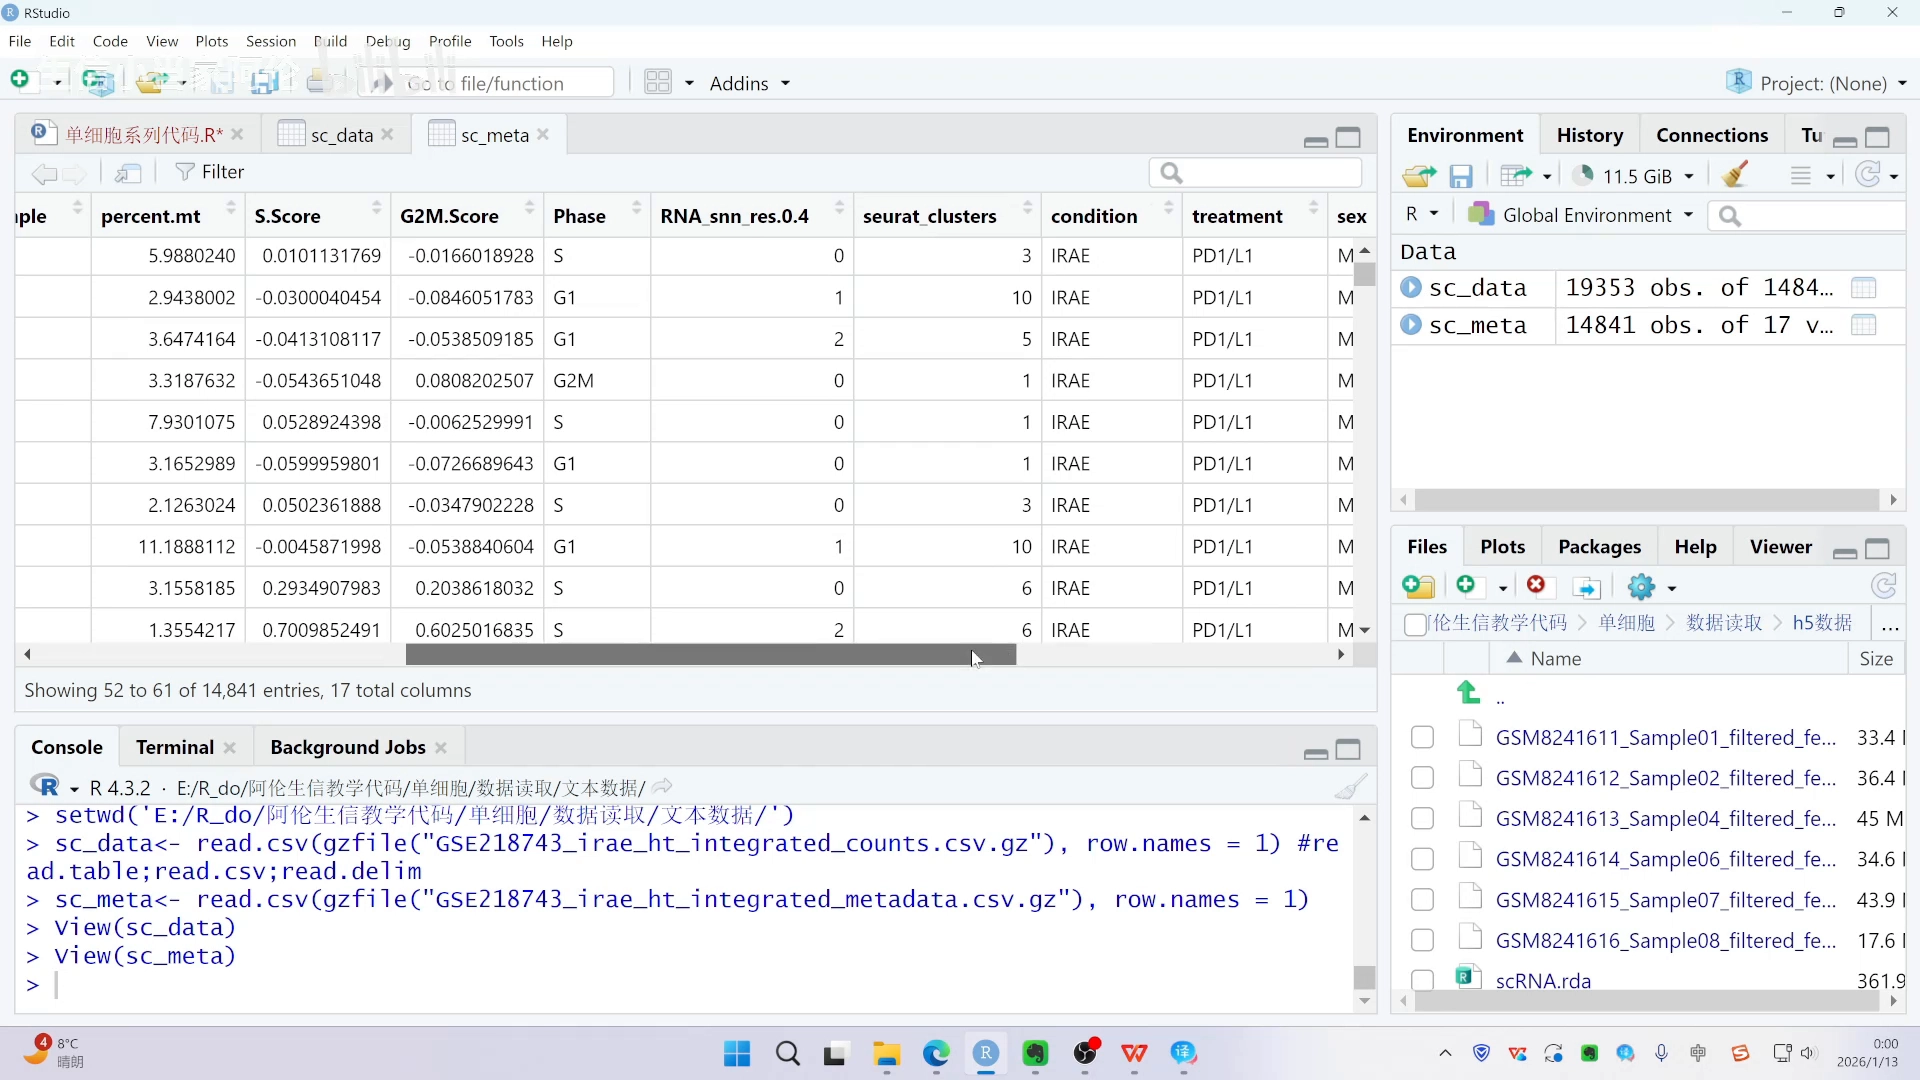 RStudio
File Edit Code View Plots Session Build Debug Profile Tools Help
Go to file/function Addins Project: (None)
单细胞系列代码.R* sc_data sc_meta
Filter
percent.mt S.Score G2M.Score Phase RNA_snn_res.0.4 seurat_clusters condition treatment sex
5.9880240 0.0101131769 -0.0166018928 S 0 3 IRAE PD1/L1 M
2.9438002 -0.0300040454 -0.0846051783 G1 1 10 IRAE PD1/L1 M
3.6474164 -0.0413108117 -0.0538509185 G1 2 5 IRAE PD1/L1 M
3.3187632 -0.0543651048 0.0808202507 G2M 0 1 IRAE PD1/L1 M
7.9301075 0.0528924398 -0.0062529991 S 0 1 IRAE PD1/L1 M
3.1652989 -0.0599959801 -0.0726689643 G1 0 1 IRAE PD1/L1 M
2.1263024 0.0502361888 -0.0347902228 S 0 3 IRAE PD1/L1 M
11.1888112 -0.0045871998 -0.0538840604 G1 1 10 IRAE PD1/L1 M
3.1558185 0.2934907983 0.2038618032 S 0 6 IRAE PD1/L1 M
1.3554217 0.7009852491 0.6025016835 S 2 6 IRAE PD1/L1 M
Showing 52 to 61 of 14,841 entries, 17 total columns
Console Terminal Background Jobs
R 4.3.2 · E:/R_do/阿伦生信教学代码/单细胞/数据读取/文本数据/
> setwd('E:/R_do/阿伦生信教学代码/单细胞/数据读取/文本数据/')
> sc_data<- read.csv(gzfile("GSE218743_irae_ht_integrated_counts.csv.gz"), row.names = 1) #re
ad.table;read.csv;read.delim
> sc_meta<- read.csv(gzfile("GSE218743_irae_ht_integrated_metadata.csv.gz"), row.names = 1)
> View(sc_data)
> View(sc_meta)
>
Environment History Connections Tu
11.5 GiB
R Global Environment
Data
sc_data 19353 obs. of 1484…
sc_meta 14841 obs. of 17 v…
Files Plots Packages Help Viewer
伦生信教学代码 > 单细胞 > 数据读取 > h5数据 ...
Name Size
..
GSM8241611_Sample01_filtered_fe... 33.4
GSM8241612_Sample02_filtered_fe... 36.4
GSM8241613_Sample04_filtered_fe... 45 M
GSM8241614_Sample06_filtered_fe... 34.6
GSM8241615_Sample07_filtered_fe... 43.9
GSM8241616_Sample08_filtered_fe... 17.6
scRNA.rda 361.9
4 8°C
晴朗
中
0:00
2026/1/13